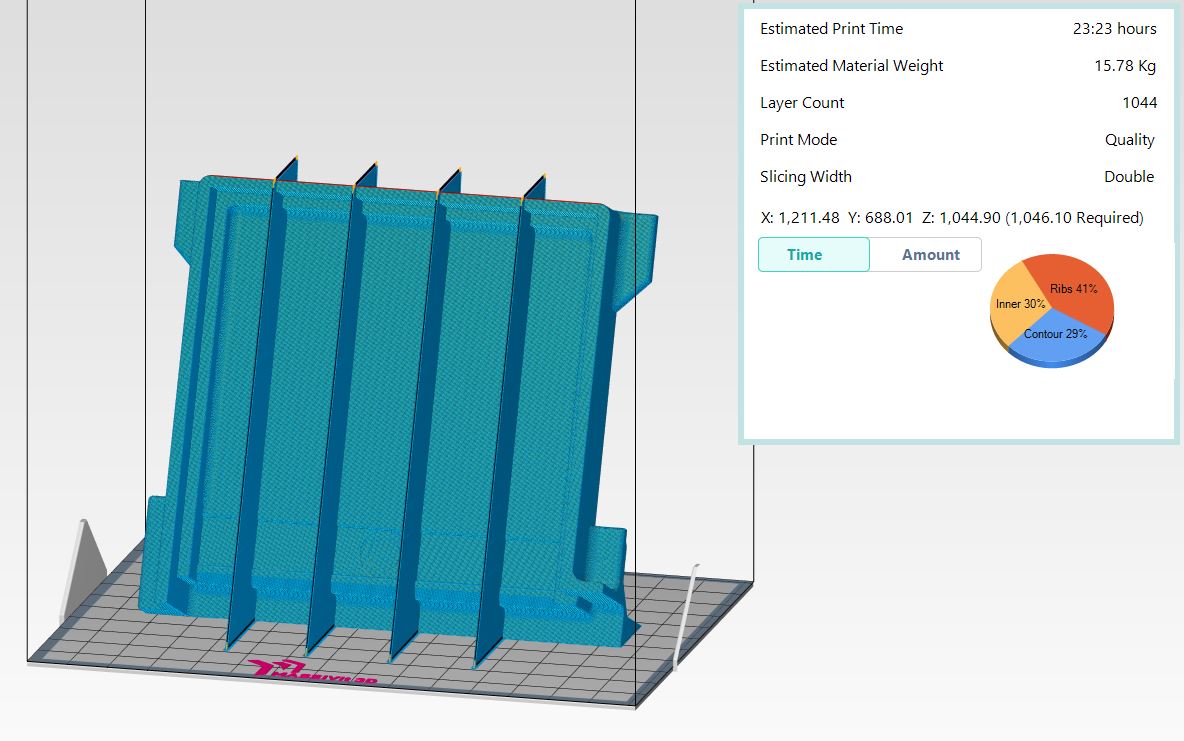 Estimated Print Time 23:23 hours
Estimated Material Weight 15.78 Kg
Layer Count 1044
Print Mode Quality
Slicing Width Double
X: 1,211.48 Y: 688.01 Z: 1,044.90 (1,046.10 Required)
Time Amount
Ribs 41%
Inner 30%
Contour 29%
MASSIVit3D